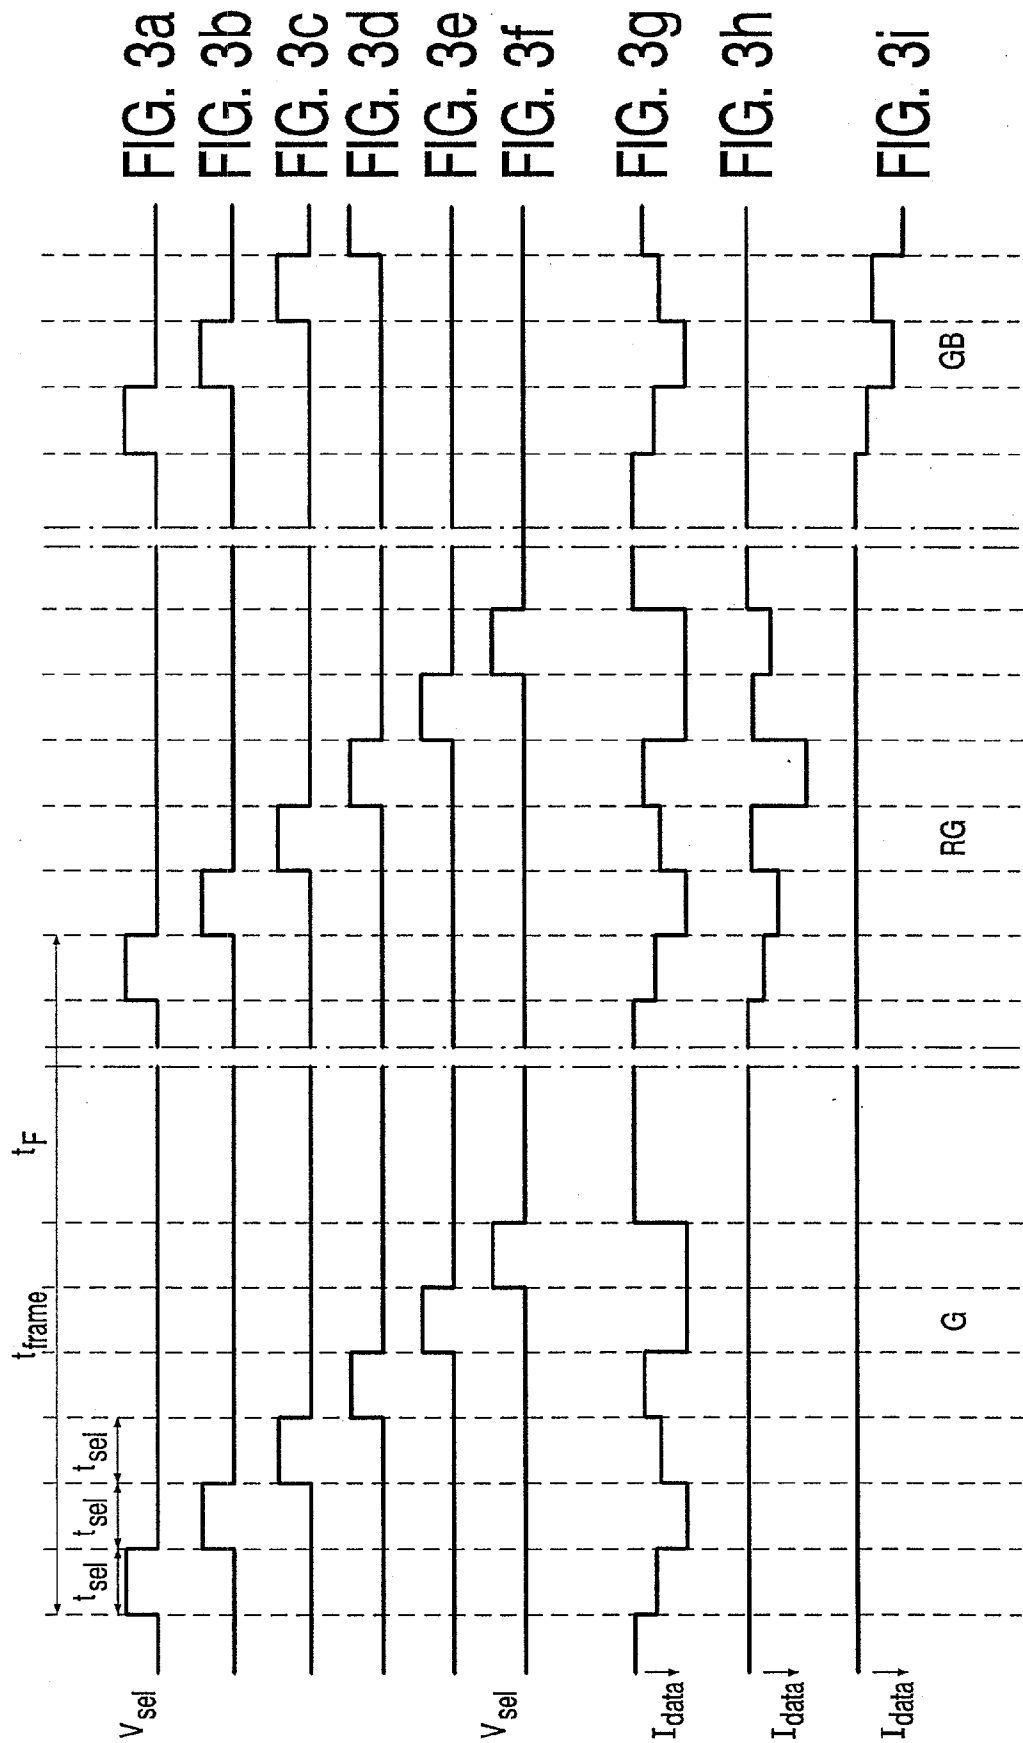 t_frame t_F
t_sel t_sel t_sel
V_sel
FIG. 3a
FIG. 3b
FIG. 3c
FIG. 3d
FIG. 3e
V_sel
FIG. 3f
I_data
FIG. 3g
I_data
FIG. 3h
I_data
FIG. 3i
G RG GB